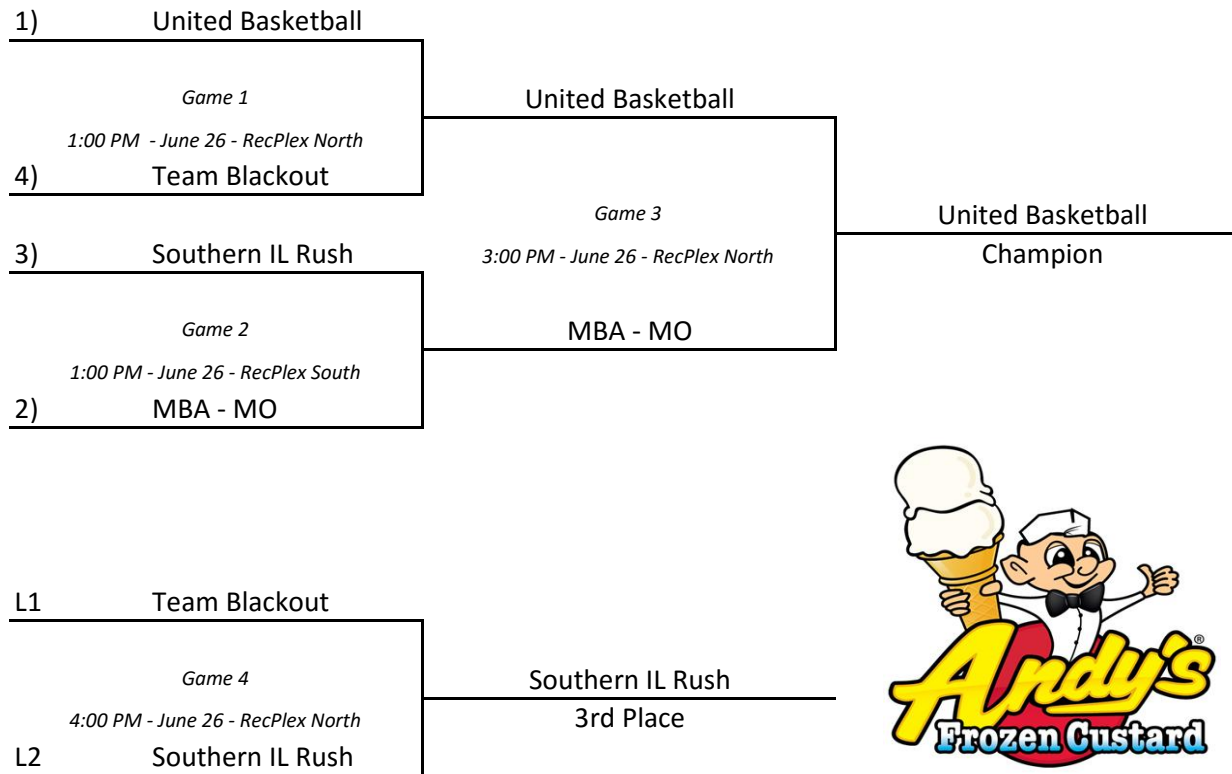 1) United Basketball
Game 1
1:00 PM - June 26 - RecPlex North
4) Team Blackout
United Basketball
3) Southern IL Rush
Game 2
1:00 PM - June 26 - RecPlex South
2) MBA - MO
Game 3
3:00 PM - June 26 - RecPlex North
MBA - MO
United Basketball
Champion
L1 Team Blackout
Game 4
4:00 PM - June 26 - RecPlex North
L2 Southern IL Rush
Southern IL Rush
3rd Place
Andy's®
Frozen Custard